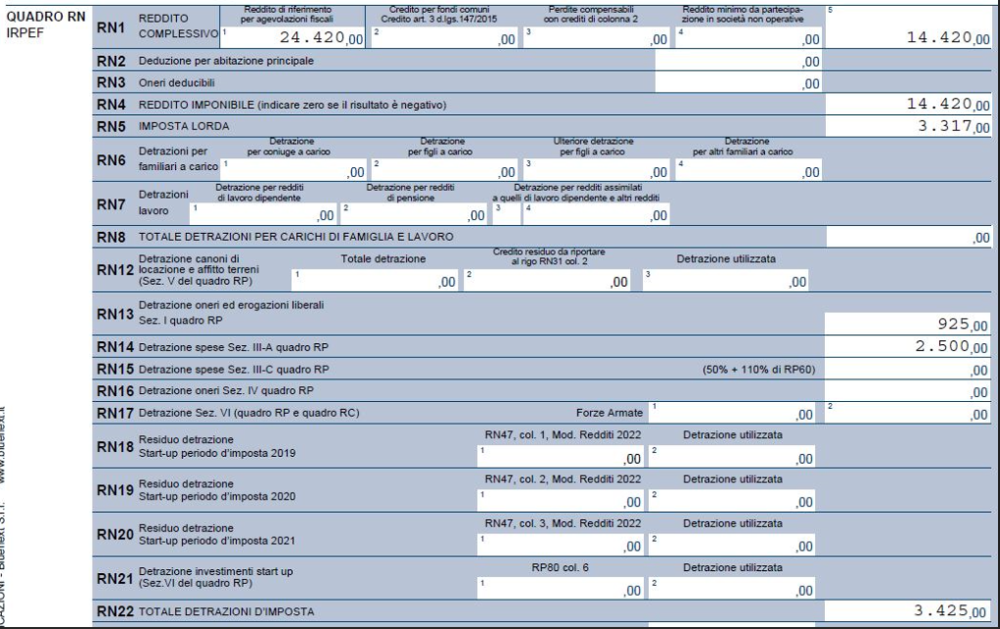 QUADRO RN
IRPEF
RN1 REDDITO COMPLESSIVO
Reddito di riferimento per agevolazioni fiscali
1 24.420,00
Credito per fondi comuni Credito art. 3 d.lgs.147/2015
2 ,00
Perdite compensabili con crediti di colonna 2
3 ,00
Reddito minimo da partecipa- zione in società non operative
4 ,00
5 14.420,00
RN2 Deduzione per abitazione principale ,00
RN3 Oneri deducibili ,00
RN4 REDDITO IMPONIBILE (indicare zero se il risultato è negativo) 14.420,00
RN5 IMPOSTA LORDA 3.317,00
RN6 Detrazioni per familiari a carico
Detrazione per coniuge a carico
1 ,00
Detrazione per figli a carico
2 ,00
Ulteriore detrazione per figli a carico
3 ,00
Detrazione per altri familiari a carico
4 ,00
RN7 Detrazioni lavoro
Detrazione per redditi di lavoro dipendente
1 ,00
Detrazione per redditi di pensione
2 ,00
Detrazione per redditi assimilati a quelli di lavoro dipendente e altri redditi
3 4 ,00
RN8 TOTALE DETRAZIONI PER CARICHI DI FAMIGLIA E LAVORO ,00
RN12 Detrazione canoni di locazione e affitto terreni (Sez. V del quadro RP)
Totale detrazione
1 ,00
Credito residuo da riportare al rigo RN31 col. 2
2 ,00
Detrazione utilizzata
3 ,00
RN13 Detrazione oneri ed erogazioni liberali Sez. I quadro RP 925,00
RN14 Detrazione spese Sez. III-A quadro RP 2.500,00
RN15 Detrazione spese Sez. III-C quadro RP (50% + 110% di RP60) ,00
RN16 Detrazione oneri Sez. IV quadro RP ,00
RN17 Detrazione Sez. VI (quadro RP e quadro RC) Forze Armate 1 ,00 2 ,00
RN18 Residuo detrazione Start-up periodo d'imposta 2019
RN47, col. 1, Mod. Redditi 2022
1 ,00
Detrazione utilizzata
2 ,00
RN19 Residuo detrazione Start-up periodo d'imposta 2020
RN47, col. 2, Mod. Redditi 2022
1 ,00
Detrazione utilizzata
2 ,00
RN20 Residuo detrazione Start-up periodo d'imposta 2021
RN47, col. 3, Mod. Redditi 2022
1 ,00
Detrazione utilizzata
2 ,00
RN21 Detrazione investimenti start up (Sez.VI del quadro RP)
RP80 col. 6
1 ,00
Detrazione utilizzata
2 ,00
RN22 TOTALE DETRAZIONI D'IMPOSTA 3.425,00